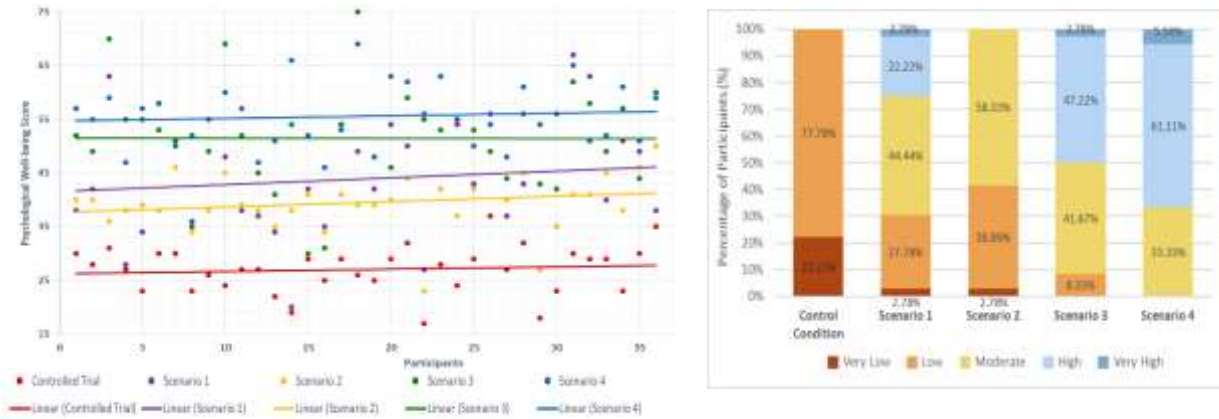 75
65
55
45
35
25
15
Psychological Well-being Score
0
5
10
15
20
25
30
35
Participants
Controlled Trial
Scenario 1
Scenario 2
Scenario 3
Scenario 4
Linear (Controlled Trial)
Linear (Scenario 1)
Linear (Scenario 2)
Linear (Scenario 3)
Linear (Scenario 4)
100%
90%
80%
70%
60%
50%
40%
30%
20%
10%
0%
Percentage of Participants (%)
77.78%
22.22%
2.78%
22.22%
44.44%
27.78%
2.78%
58.33%
38.89%
2.78%
2.78%
47.22%
41.67%
8.33%
5.56%
61.11%
33.33%
Control
Condition
Scenario 1
Scenario 2
Scenario 3
Scenario 4
Very Low
Low
Moderate
High
Very High